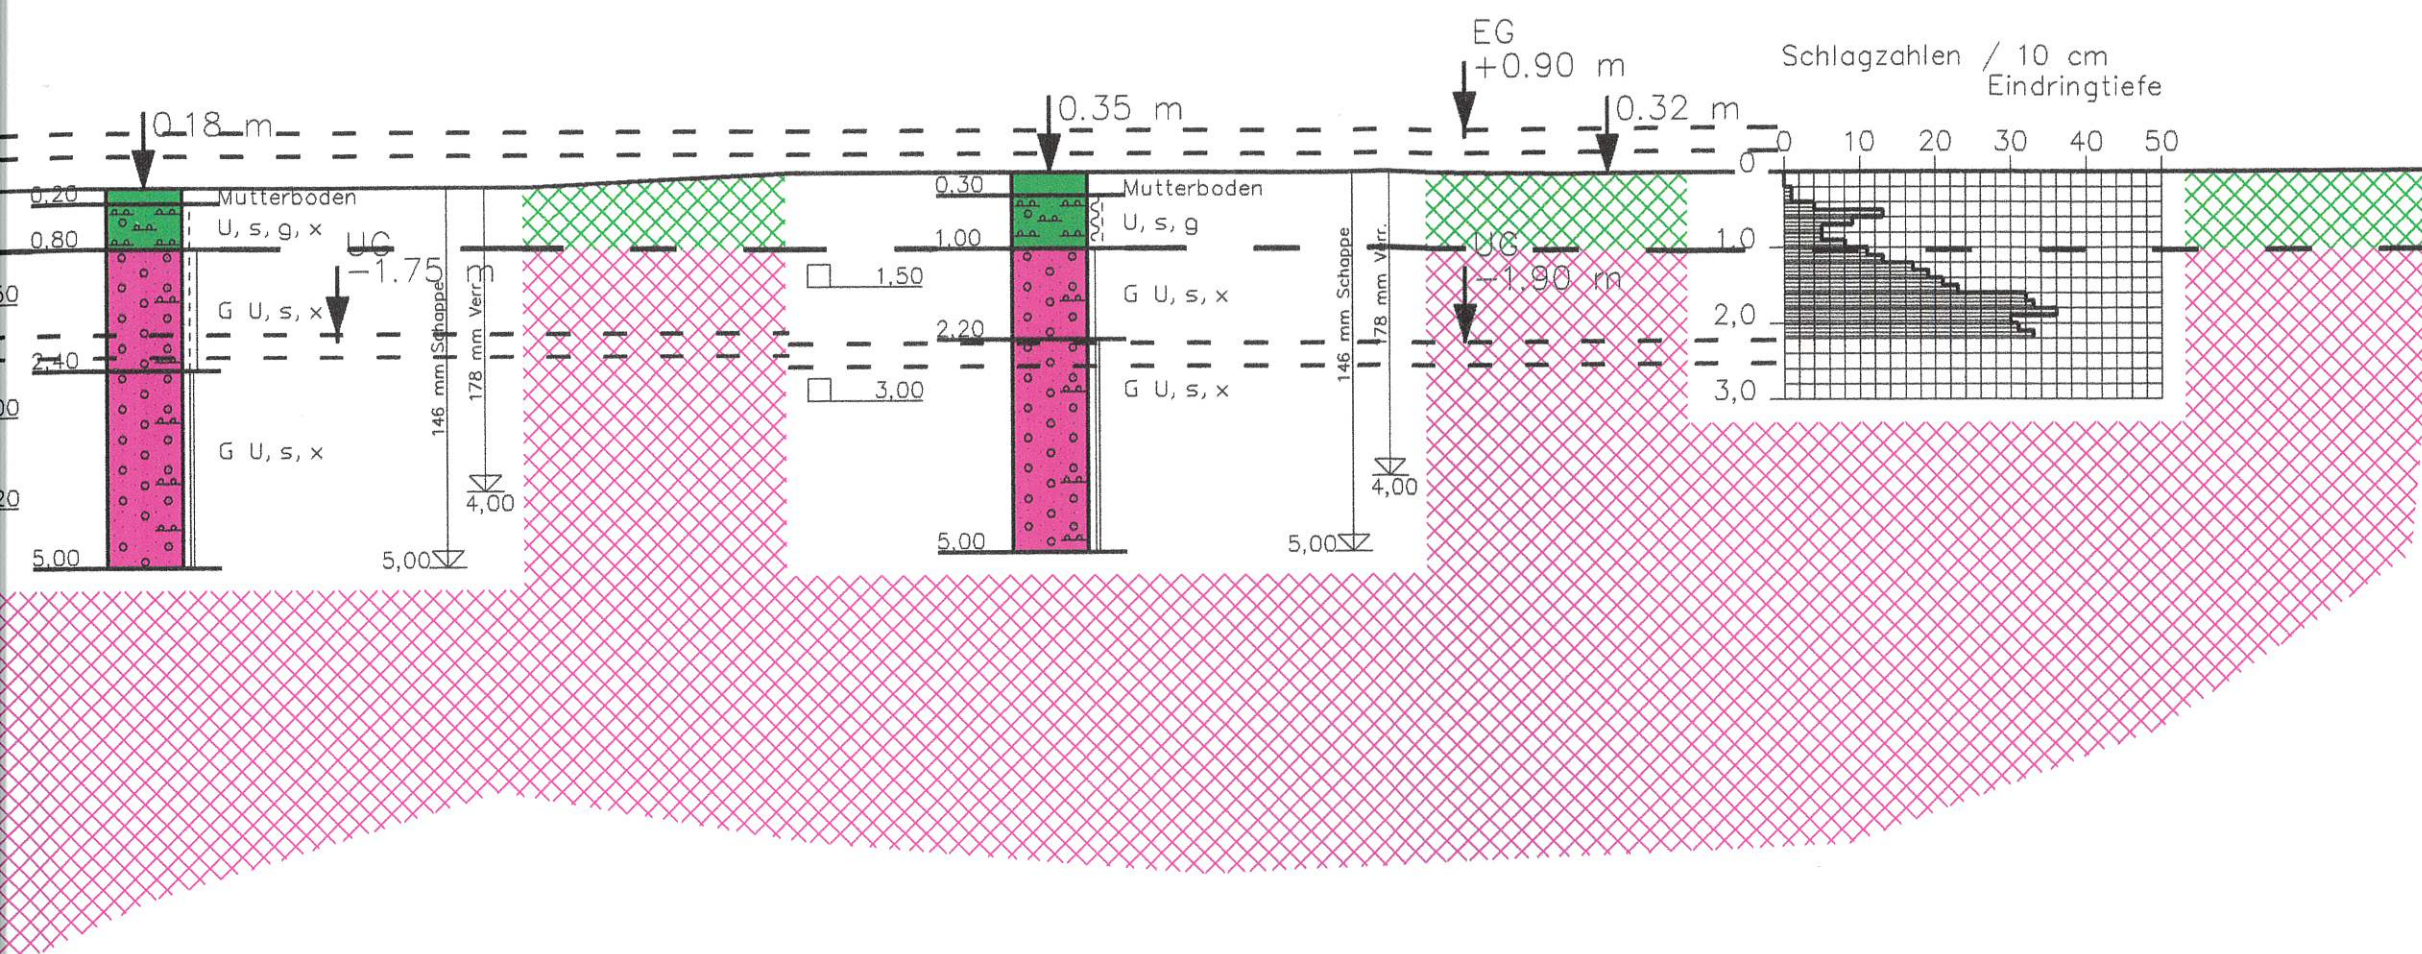 EG
+0.90 m
Schlagzahlen / 10 cm
Eindringtiefe
0.18 m
0.35 m
0.32 m
0 10 20 30 40 50
0
1,0
2,0
3,0
0,20
Mutterboden
U, s, g, x
0,80
UG
-1.75 m
G U, s, x
2,40
G U, s, x
5,00
146 mm Schappe
178 mm Verr.
4,00
5,00
1,50
3,00
0.30
Mutterboden
U, s, g
1,00
G U, s, x
2,20
G U, s, x
5,00
146 mm Schappe
178 mm Verr.
4,00
5,00
UG
-1,90 m